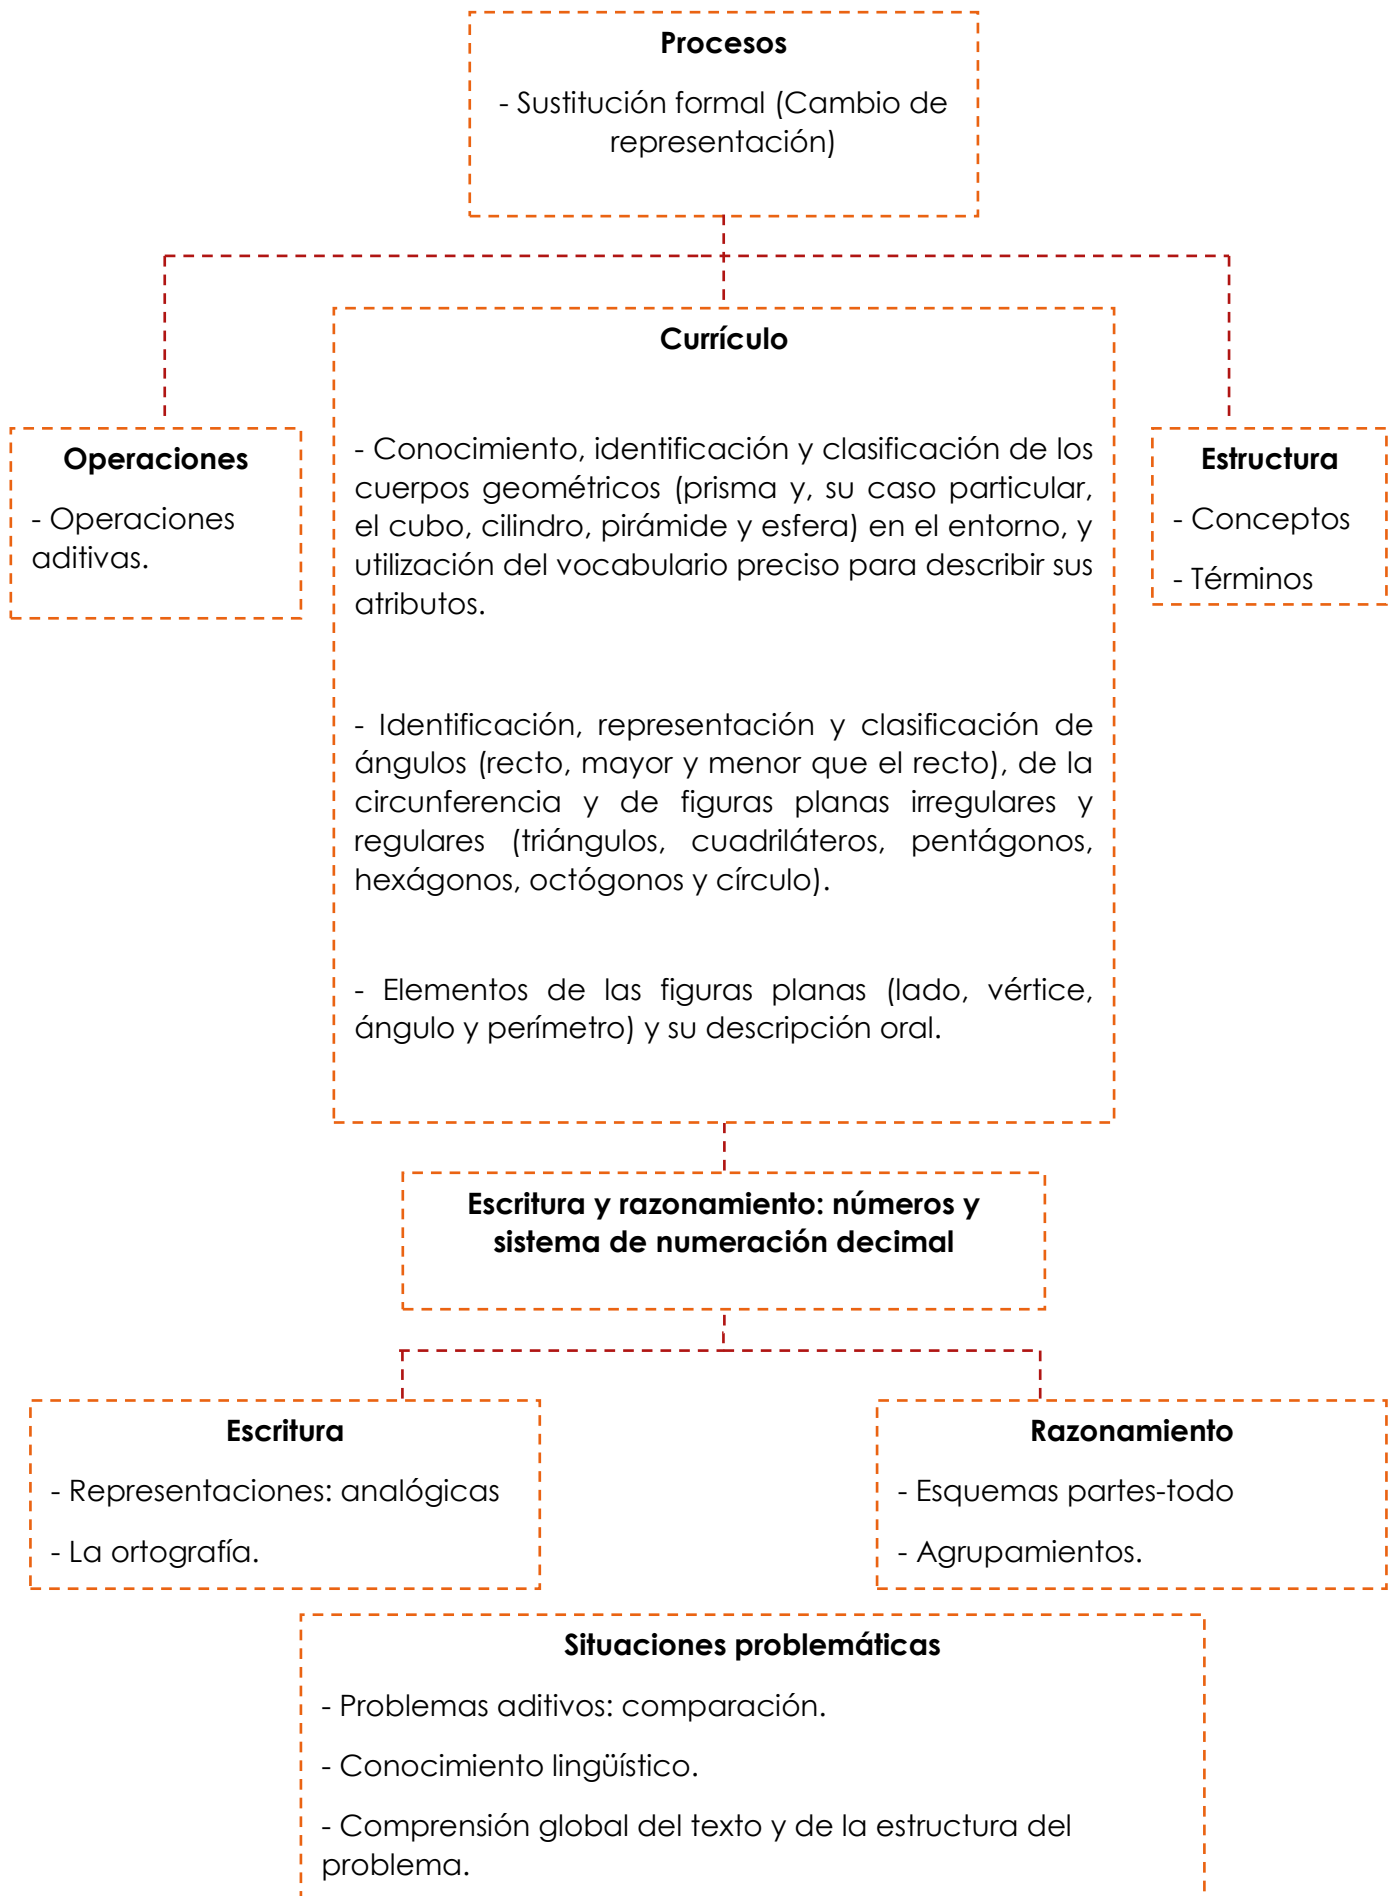 Procesos
- Sustitución formal (Cambio de
representación)
Currículo
- Conocimiento, identificación y clasificación de los
cuerpos geométricos (prisma y, su caso particular,
el cubo, cilindro, pirámide y esfera) en el entorno, y
utilización del vocabulario preciso para describir sus
atributos.
- Identificación, representación y clasificación de
ángulos (recto, mayor y menor que el recto), de la
circunferencia y de figuras planas irregulares y
regulares (triángulos, cuadriláteros, pentágonos,
hexágonos, octógonos y círculo).
- Elementos de las figuras planas (lado, vértice,
ángulo y perímetro) y su descripción oral.
Operaciones
- Operaciones
aditivas.
Estructura
- Conceptos
- Términos
Escritura y razonamiento: números y
sistema de numeración decimal
Escritura
- Representaciones: analógicas
- La ortografía.
Razonamiento
- Esquemas partes-todo
- Agrupamientos.
Situaciones problemáticas
- Problemas aditivos: comparación.
- Conocimiento lingüístico.
- Comprensión global del texto y de la estructura del
problema.